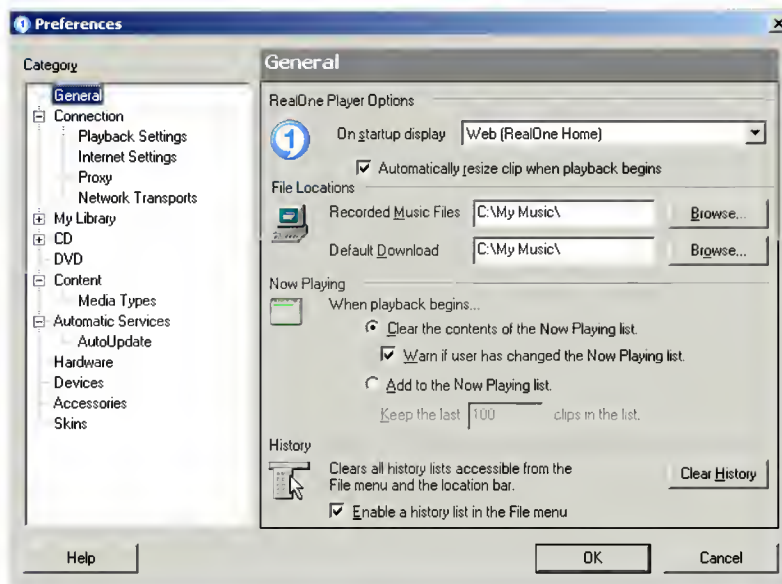 Preferences
Category
General
Connection
Playback Settings
Internet Settings
Proxy
Network Transports
My Library
CD
DVD
Content
Media Types
Automatic Services
AutoUpdate
Hardware
Devices
Accessories
Skins
General
RealOne Player Options
On startup display Web (RealOne Home)
Automatically resize clip when playback begins
File Locations
Recorded Music Files C:\My Music\ Browse...
Default Download C:\My Music\ Browse...
Now Playing
When playback begins...
Clear the contents of the Now Playing list.
Warn if user has changed the Now Playing list.
Add to the Now Playing list.
Keep the last 100 clips in the list.
History
Clears all history lists accessible from the
File menu and the location bar.
Clear History
Enable a history list in the File menu
Help OK Cancel